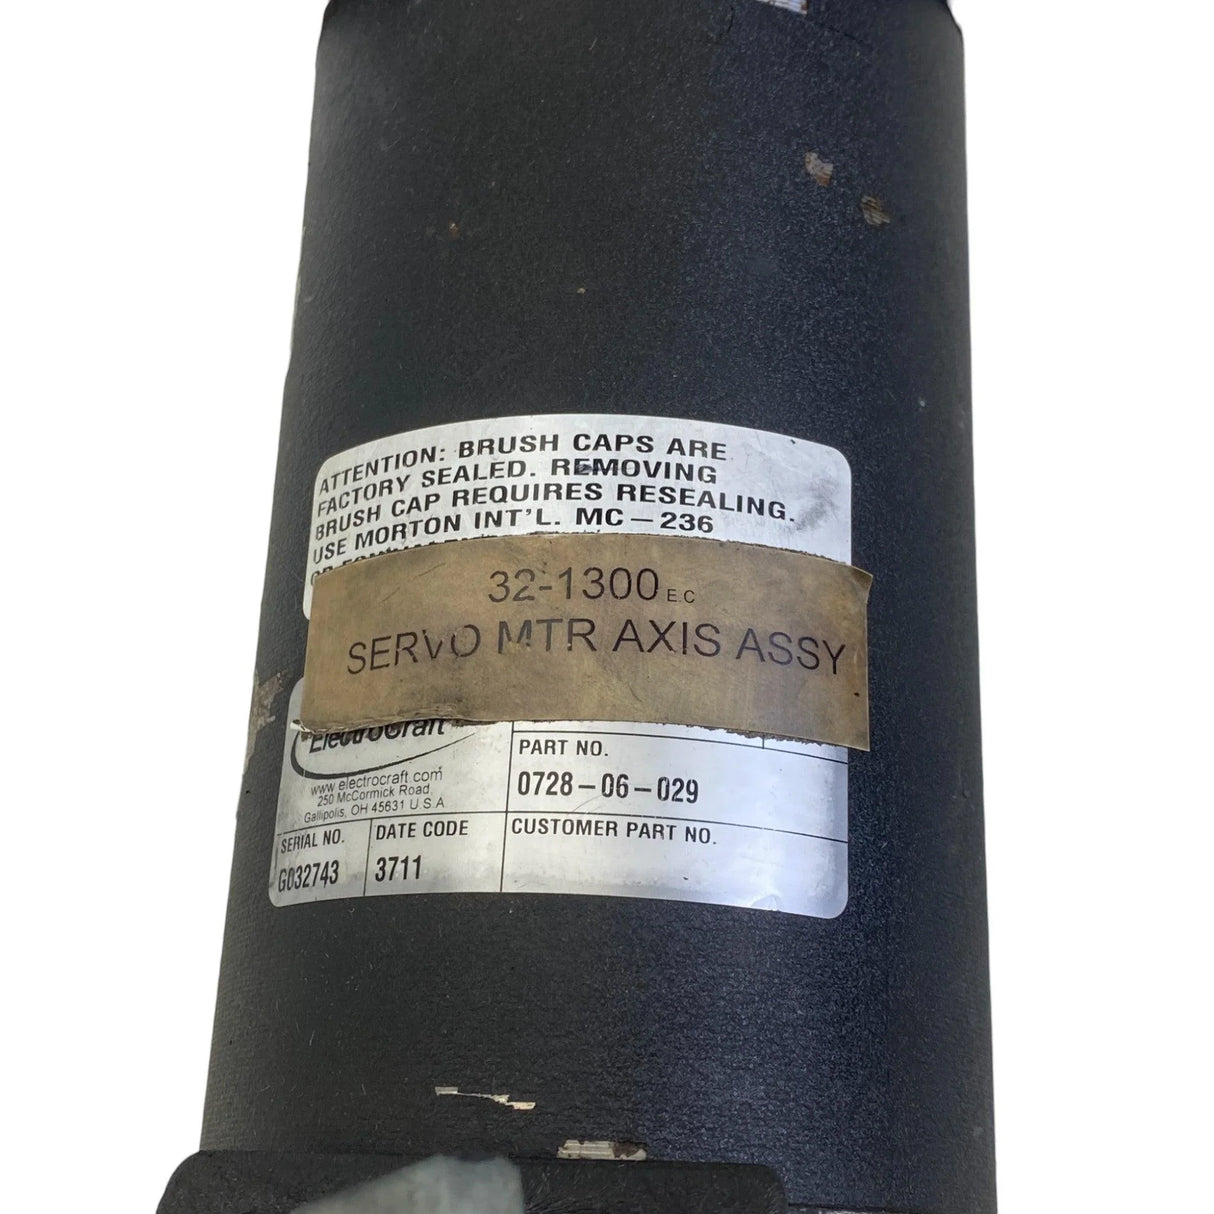 ATTENTION: BRUSH CAPS ARE
FACTORY SEALED. REMOVING
BRUSH CAP REQUIRES RESEALING.
USE MORTON INT'L. MC-236
OR
32-1300 E.C
SERVO MTR AXIS ASSY
ElectroCraft
www.electrocraft.com
250 McCormick Road,
Gallipolis, OH 45631 U.S.A
PART NO.
0728-06-029
SERIAL NO.
G032743
DATE CODE
3711
CUSTOMER PART NO.